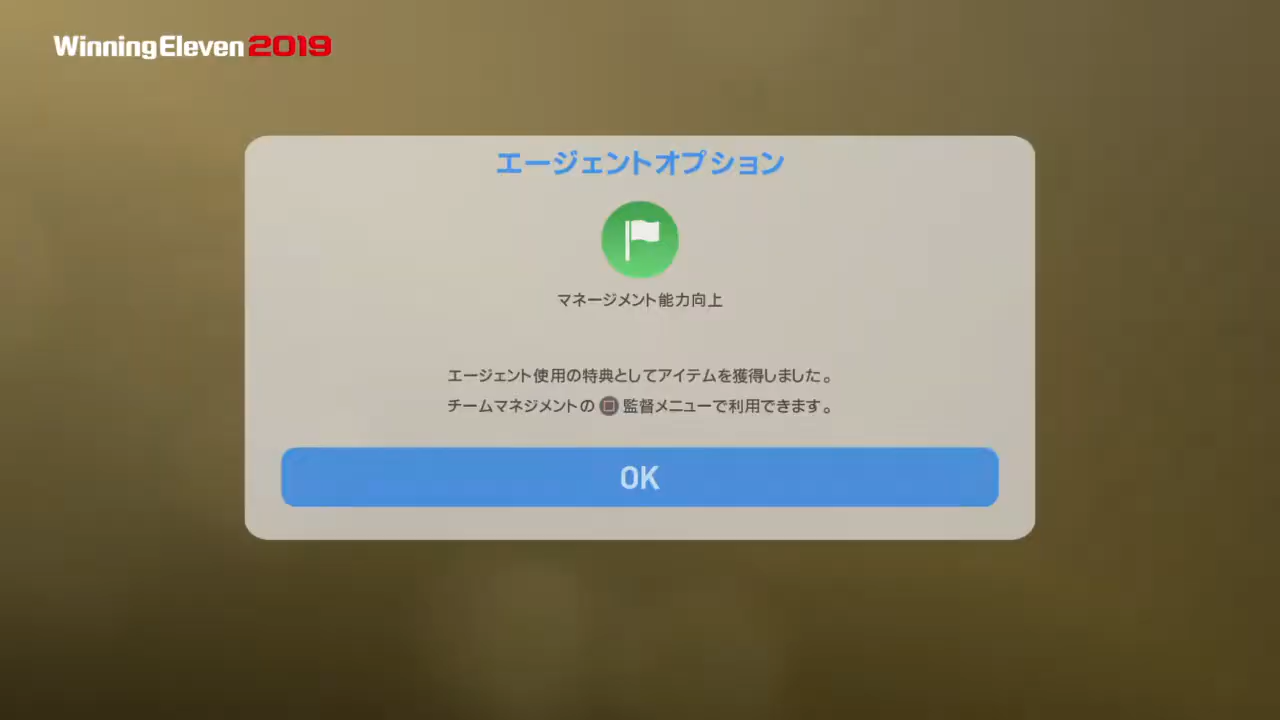 WinningEleven 2019
エージェントオプション
マネージメント能力向上
エージェント使用の特典としてアイテムを獲得しました。
チームマネジメントの 監督メニューで利用できます。
OK